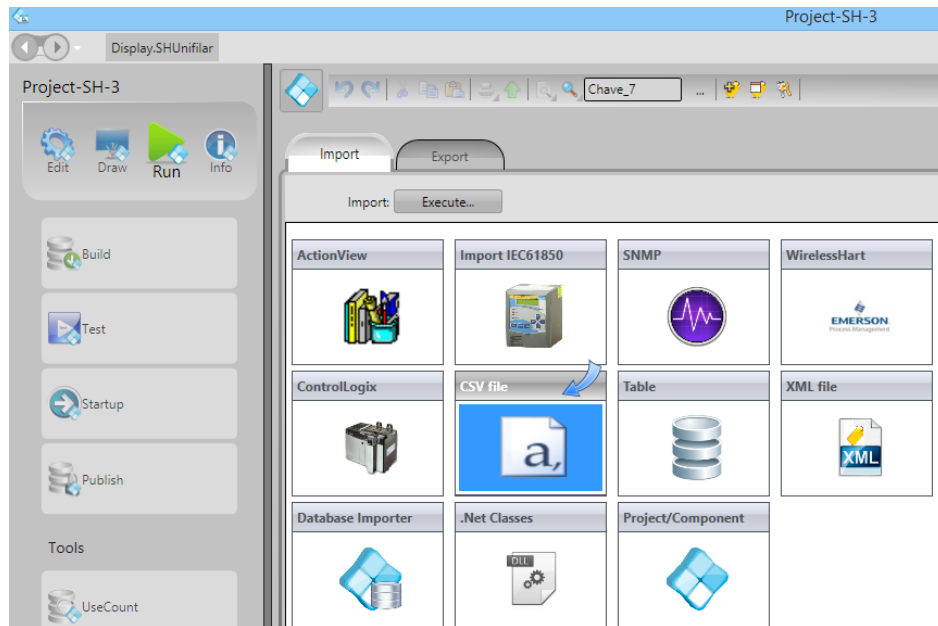 Project-SH-3
Display.SHUnifilar
Project-SH-3
Edit
Draw
Run
Info
Build
Test
Startup
Publish
Tools
UseCount
Chave_7
...
Import
Export
Import:
Execute...
ActionView
Import IEC61850
SNMP
WirelessHart
EMERSON
Process Management
ControlLogix
CSV file
Table
XML file
a,
XML
Database Importer
.Net Classes
Project/Component
DLL